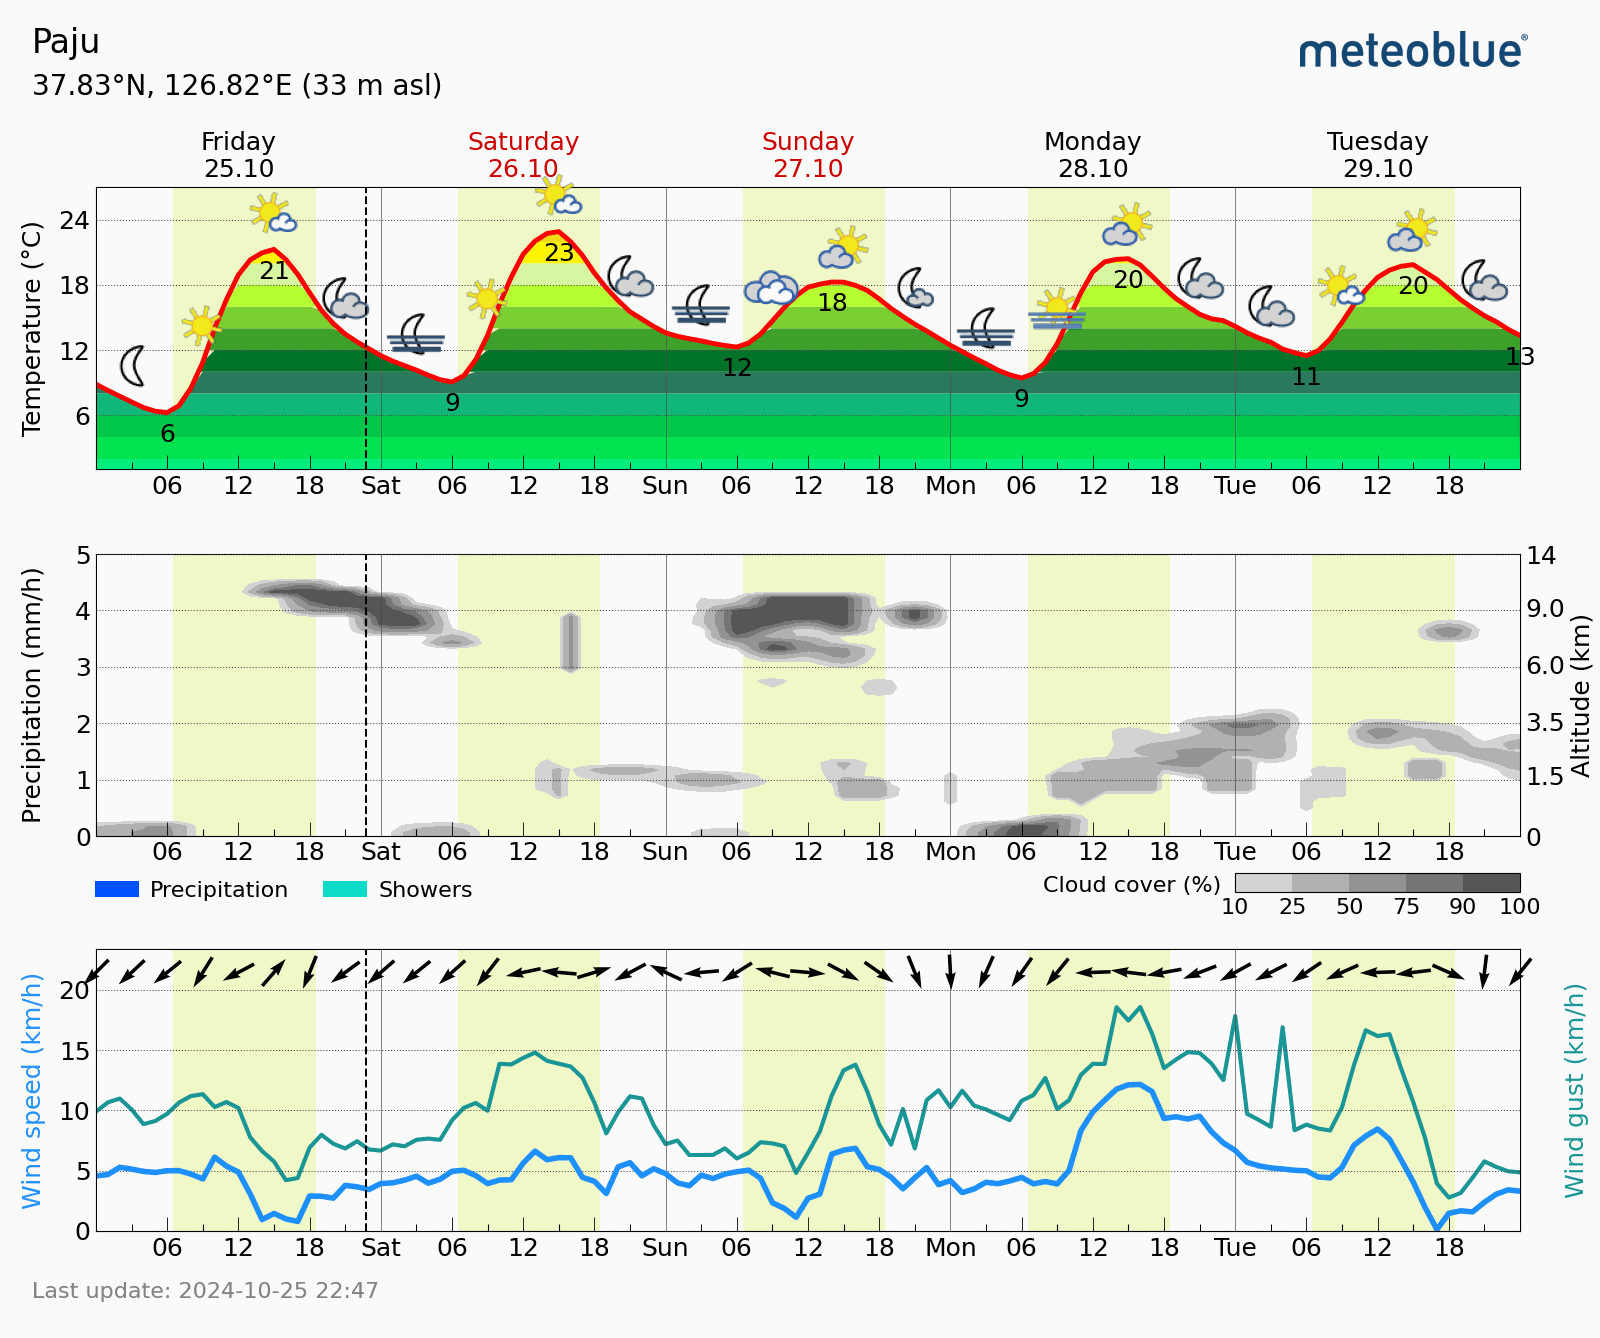 Paju
meteoblue®
37.83°N, 126.82°E (33 m asl)
Friday Saturday Sunday Monday Tuesday
25.10 26.10 27.10 28.10 29.10
Temperature (°C)
24
18
12
6
21 23 18 20 20
6 9 12 9 11 13
06 12 18 Sat 06 12 18 Sun 06 12 18 Mon 06 12 18 Tue 06 12 18
Precipitation (mm/h)
5
4
3
2
1
0
14
9.0
6.0
3.5
1.5
0
Altitude (km)
06 12 18 Sat 06 12 18 Sun 06 12 18 Mon 06 12 18 Tue 06 12 18
Precipitation Showers Cloud cover (%)
10 25 50 75 90 100
Wind speed (km/h)
20
15
10
5
0
Wind gust (km/h)
06 12 18 Sat 06 12 18 Sun 06 12 18 Mon 06 12 18 Tue 06 12 18
Last update: 2024-10-25 22:47